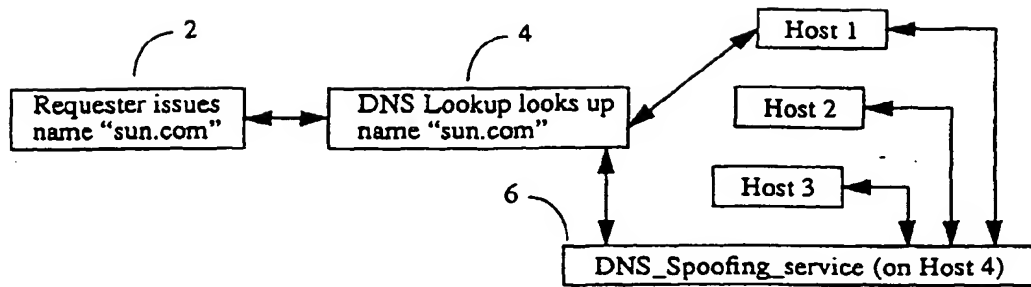 2
4
Host 1
Requester issues
name "sun.com"
DNS Lookup looks up
name "sun.com"
Host 2
Host 3
6
DNS_Spoofing_service (on Host 4)